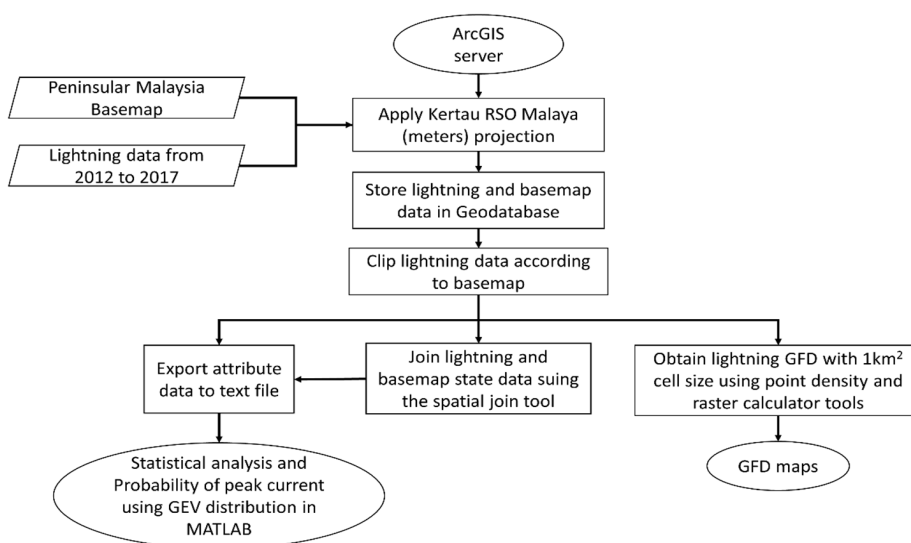 ArcGIS
server
Peninsular Malaysia
Basemap
Apply Kertau RSO Malaya
(meters) projection
Lightning data from
2012 to 2017
Store lightning and basemap
data in Geodatabase
Clip lightning data according
to basemap
Export attribute
data to text file
Join lightning and
basemap state data suing
the spatial join tool
Obtain lightning GFD with 1km²
cell size using point density and
raster calculator tools
Statistical analysis and
Probability of peak current
using GEV distribution in
MATLAB
GFD maps